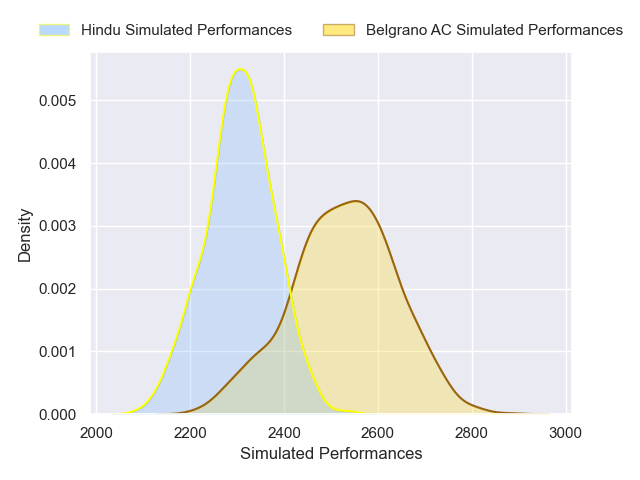 Hindu Simulated Performances
Belgrano AC Simulated Performances
0.005
0.004
0.003
0.002
0.001
0.000
Density
2000 2200 2400 2600 2800 3000
Simulated Performances